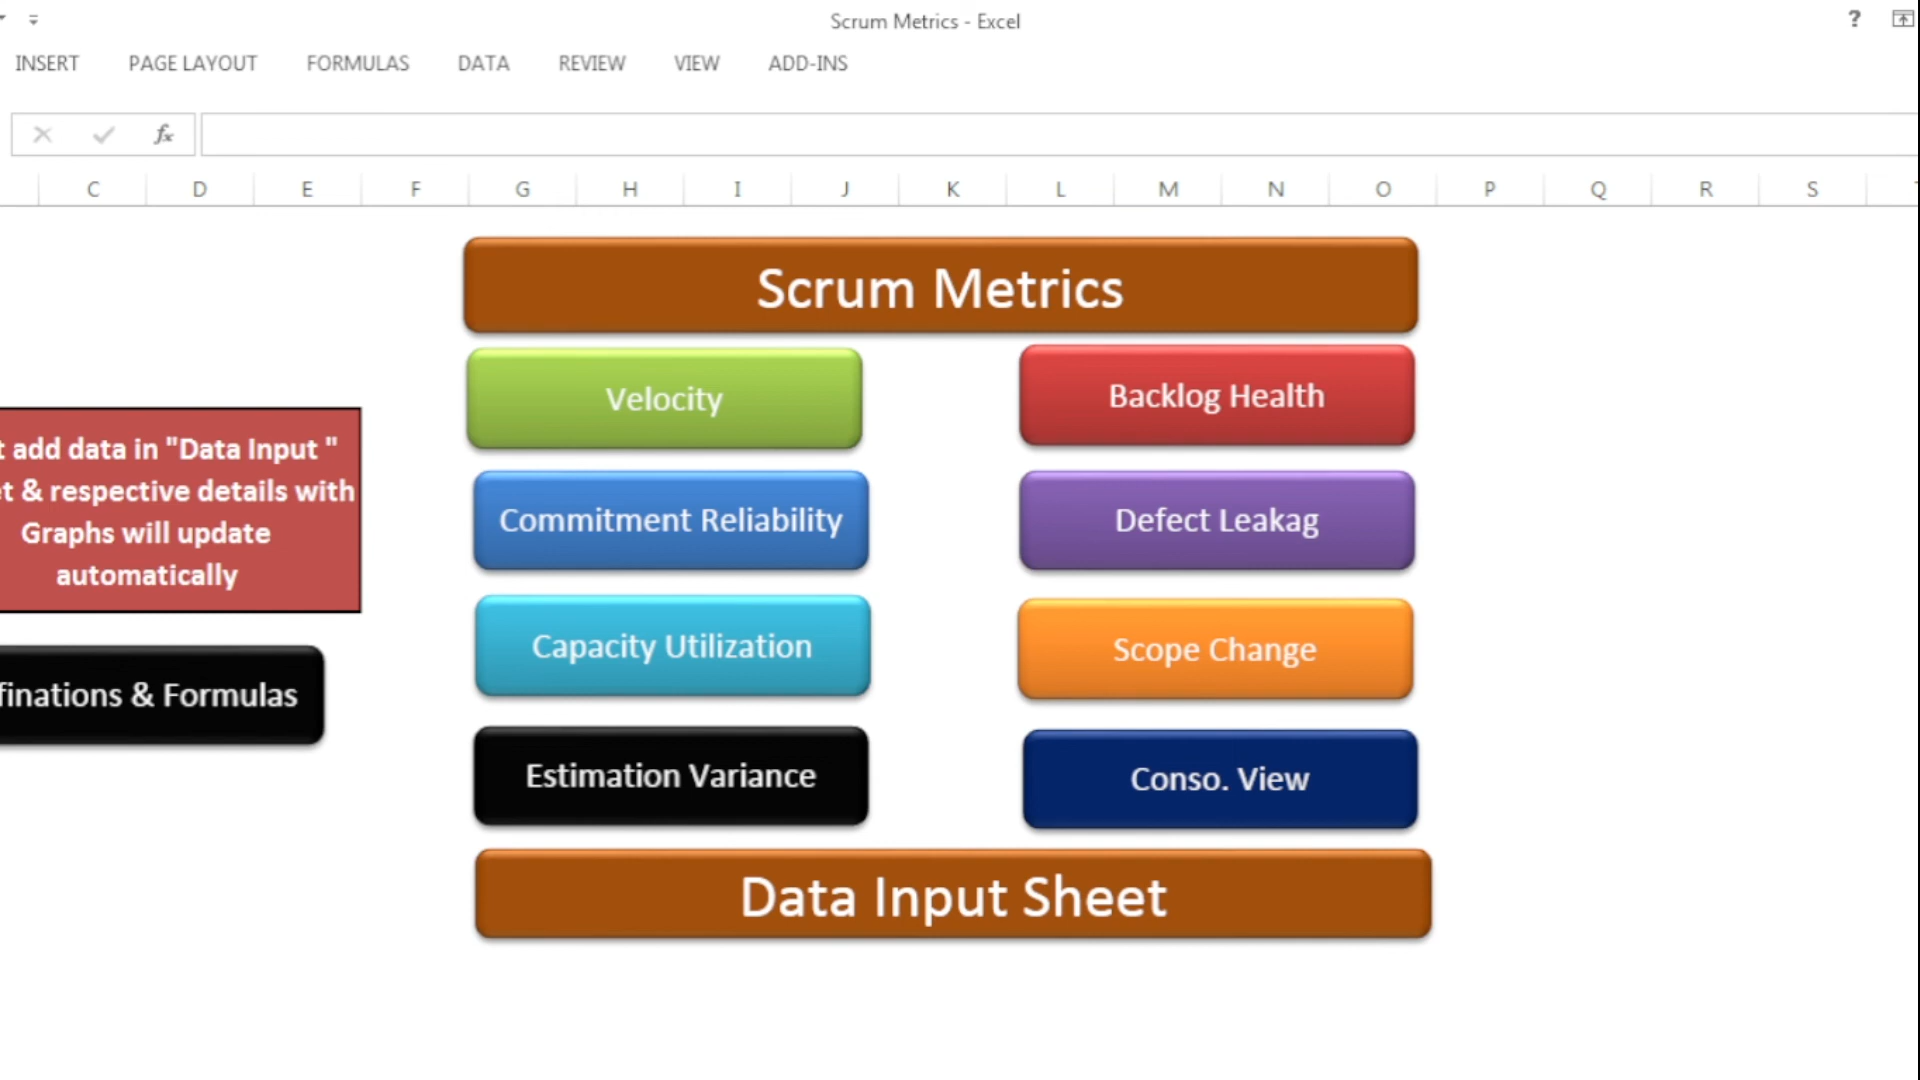 Scrum Metrics - Excel
?
INSERT PAGE LAYOUT FORMULAS DATA REVIEW VIEW ADD-INS
fx
C D E F G H I J K L M N O P Q R S
Scrum Metrics
Velocity
Backlog Health
add data in "Data Input "
& respective details with
Graphs will update
automatically
Commitment Reliability
Defect Leakag
Capacity Utilization
Scope Change
& Formulas
Estimation Variance
Conso. View
Data Input Sheet